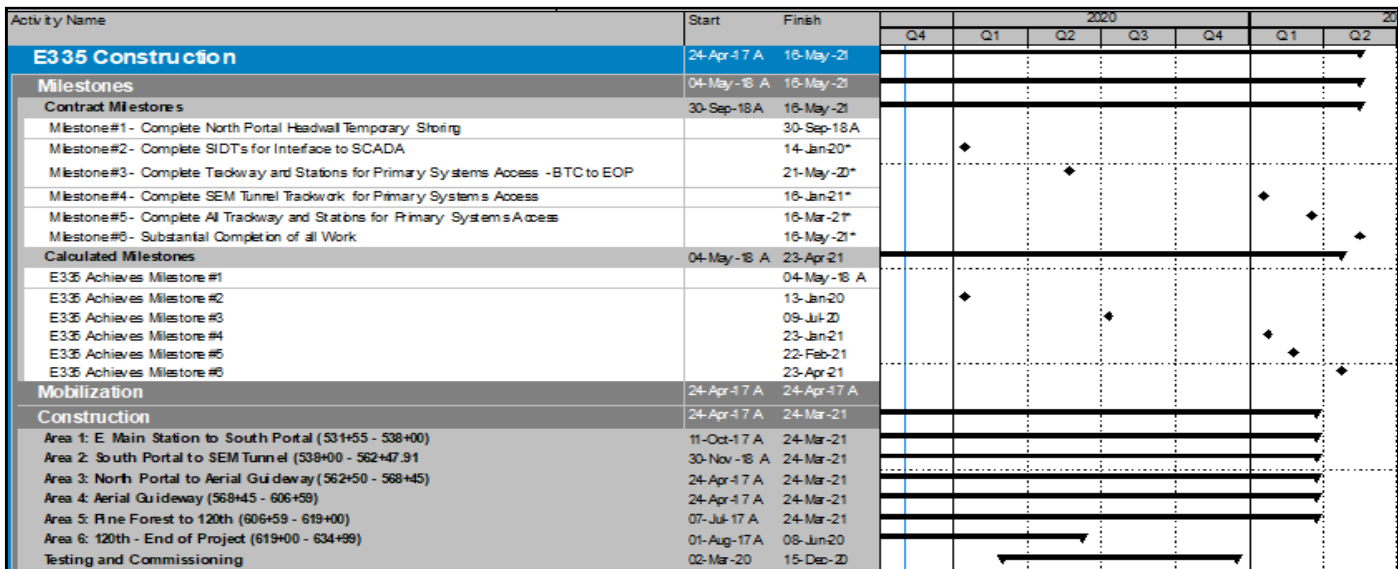 Activity Name Start Finish 2020 20
Q4 Q1 Q2 Q3 Q4 Q1 Q2
E335 Construction 24-Apr-17 A 16-May-21
Milestones 04-May-18 A 16-May-21
Contract Milestones 30-Sep-18 A 16-May-21
Milestone #1 - Complete North Portal Headwall Temporary Shoring 30-Sep-18 A
Milestone #2 - Complete SIDT's for Interface to SCADA 14-Jan-20*
Milestone #3 - Complete Trackway and Stations for Primary Systems Access - BTC to EOP 21-May-20*
Milestone #4 - Complete SEM Tunnel Trackwork for Primary Systems Access 16-Jan-21*
Milestone #5 - Complete All Trackway and Stations for Primary Systems Access 16-Mar-21*
Milestone #6 - Substantial Completion of all Work 16-May-21*
Calculated Milestones 04-May-18 A 23-Apr-21
E335 Achieves Milestone #1 04-May-18 A
E335 Achieves Milestone #2 13-Jan-20
E335 Achieves Milestone #3 09-Jul-20
E335 Achieves Milestone #4 23-Jan-21
E335 Achieves Milestone #5 22-Feb-21
E335 Achieves Milestone #6 23-Apr-21
Mobilization 24-Apr-17 A 24-Apr-17 A
Construction 24-Apr-17 A 24-Mar-21
Area 1: E. Main Station to South Portal (531+55 - 538+00) 11-Oct-17 A 24-Mar-21
Area 2: South Portal to SEM Tunnel (538+00 - 562+47.91 30-Nov-18 A 24-Mar-21
Area 3: North Portal to Aerial Guideway (562+50 - 568+45) 24-Apr-17 A 24-Mar-21
Area 4: Aerial Guideway (568+45 - 606+59) 24-Apr-17 A 24-Mar-21
Area 5: Pine Forest to 120th (606+59 - 619+00) 07-Jul-17 A 24-Mar-21
Area 6: 120th - End of Project (619+00 - 634+99) 01-Aug-17 A 08-Jun-20
Testing and Commissioning 02-Mar-20 15-Dec-20